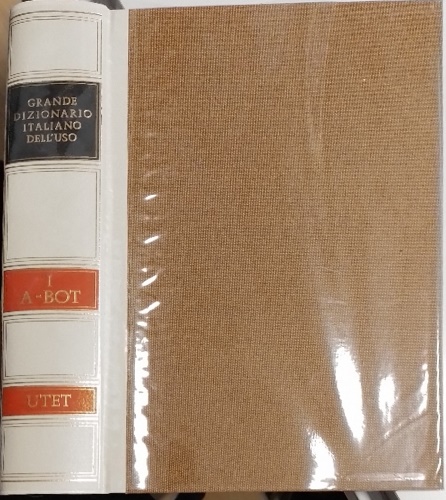 GRANDE
DIZIONARIO
ITALIANO
DELL'USO
I
A-BOT
UTET